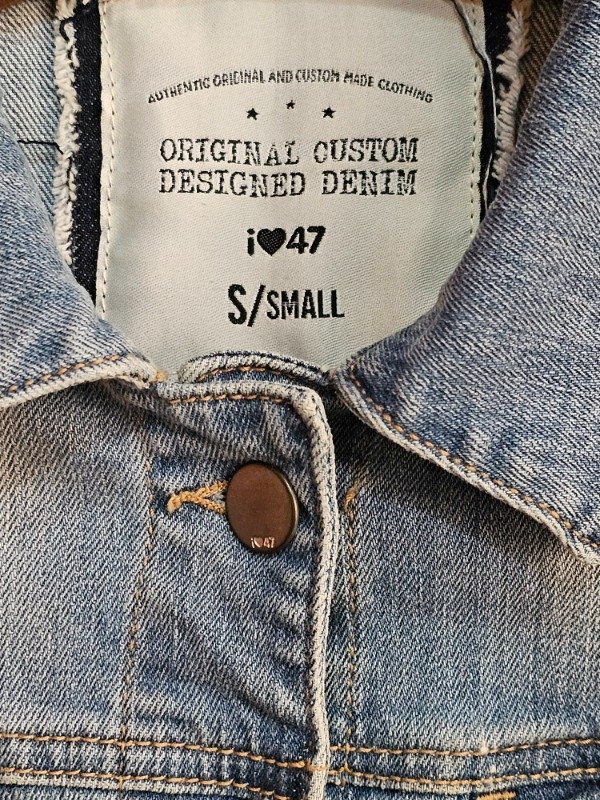 AUTHENTIC ORIGINAL AND CUSTOM MADE CLOTHING
ORIGINAL CUSTOM
DESIGNED DENIM
i♥47
S/SMALL
i♥47